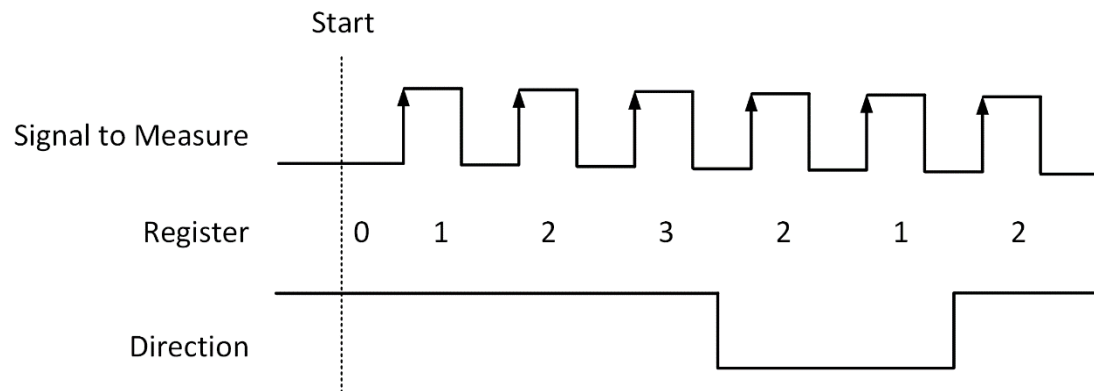 Start
Signal to Measure
Register 0 1 2 3 2 1 2
Direction